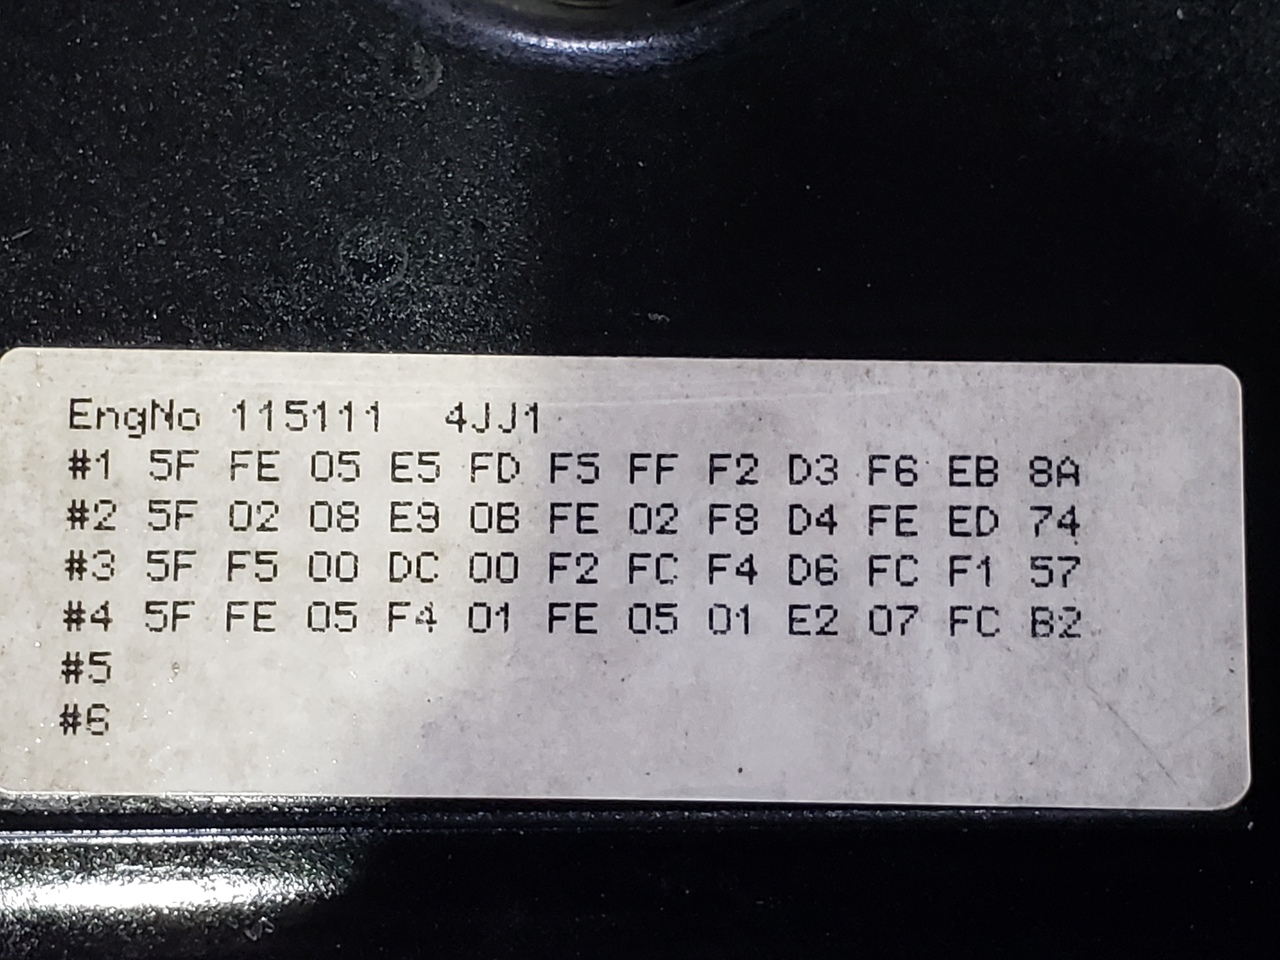 EngNo 115111 4JJ1
#1 5F FE 05 E5 FD F5 FF F2 D3 F6 EB 8A
#2 5F 02 08 E9 0B FE 02 F8 D4 FE ED 74
#3 5F F5 00 DC 00 F2 FC F4 D6 FC F1 57
#4 5F FE 05 F4 01 FE 05 01 E2 07 FC B2
#5
#6